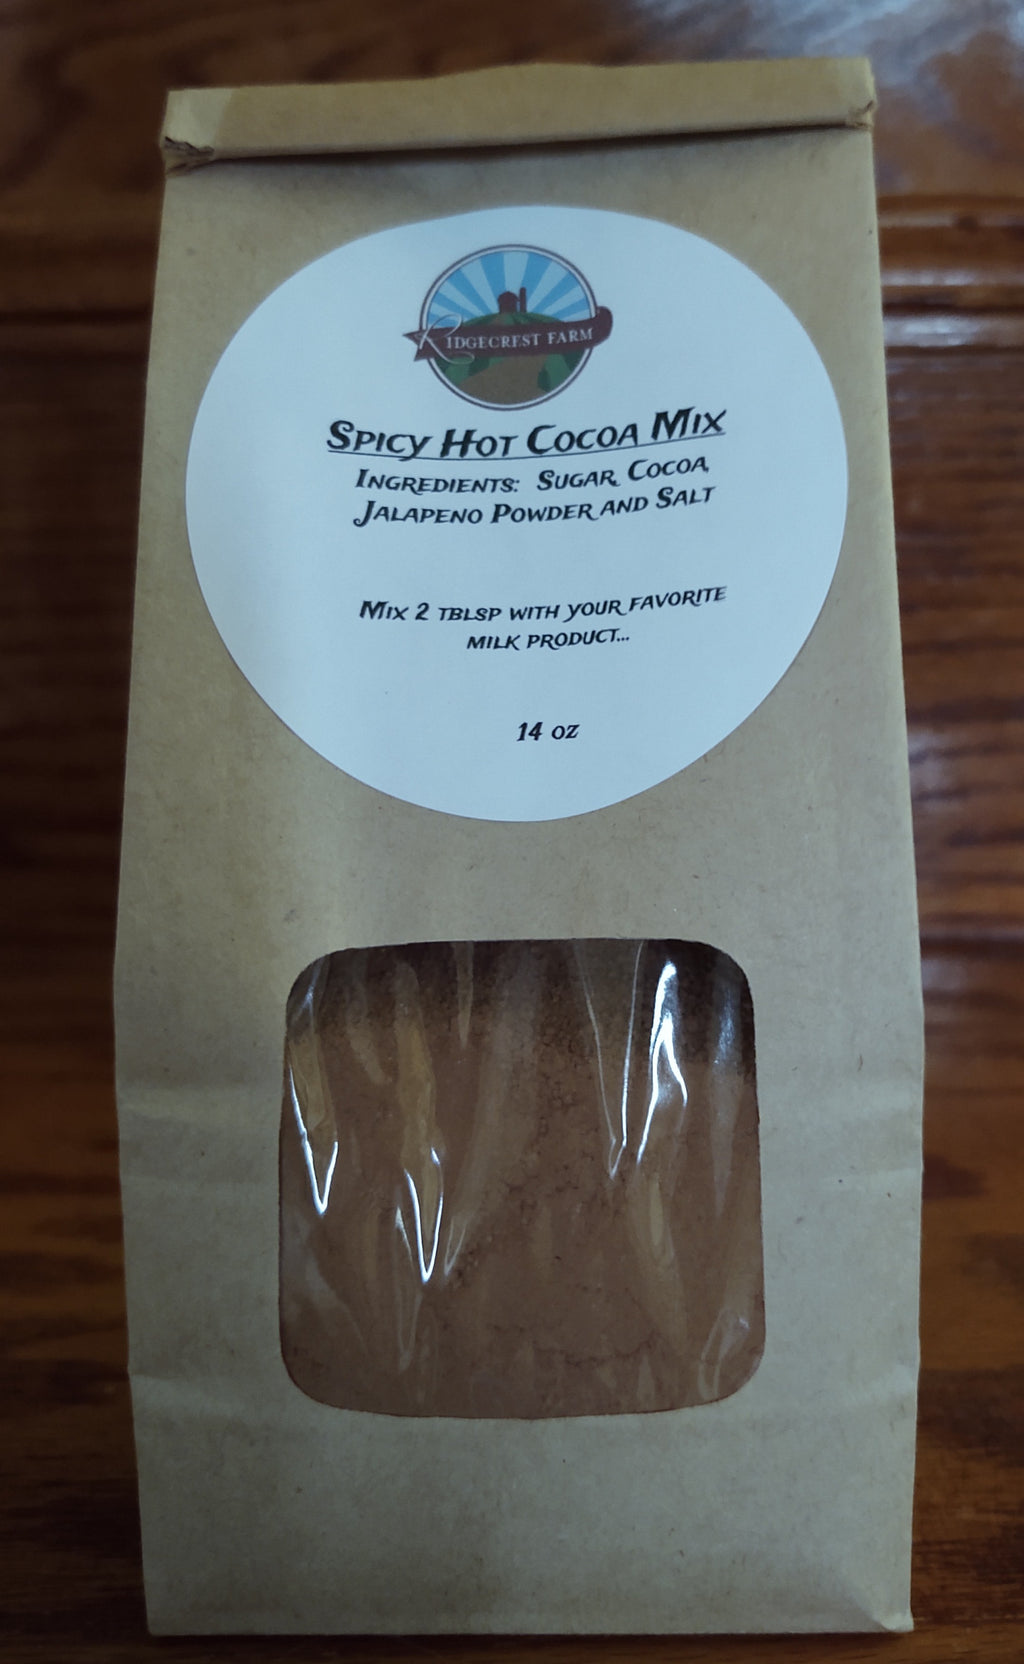 RIDGECREST FARM
SPICY HOT COCOA MIX
INGREDIENTS: SUGAR, COCOA,
JALAPENO POWDER AND SALT
MIX 2 TBLSP WITH YOUR FAVORITE
MILK PRODUCT...
14 OZ